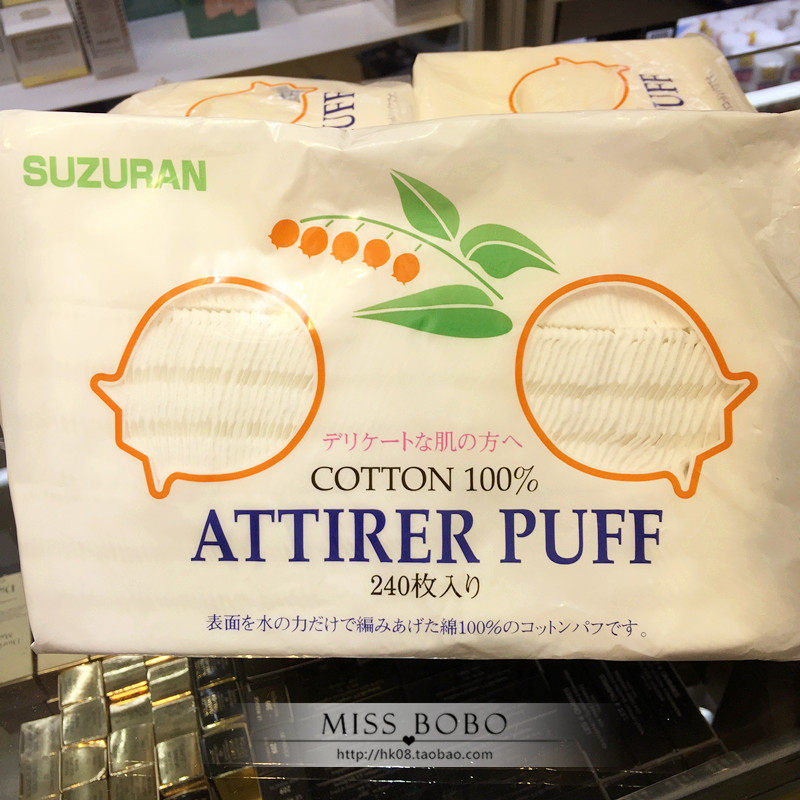 PUFF
PUFF
SUZURAN
デリケートな肌の方へ
COTTON 100%
ATTIRER PUFF
240枚入り
表面を水の力だけで編みあげた綿100%のコットンパフです。
MISS BOBO
http://hk08.taobao.com